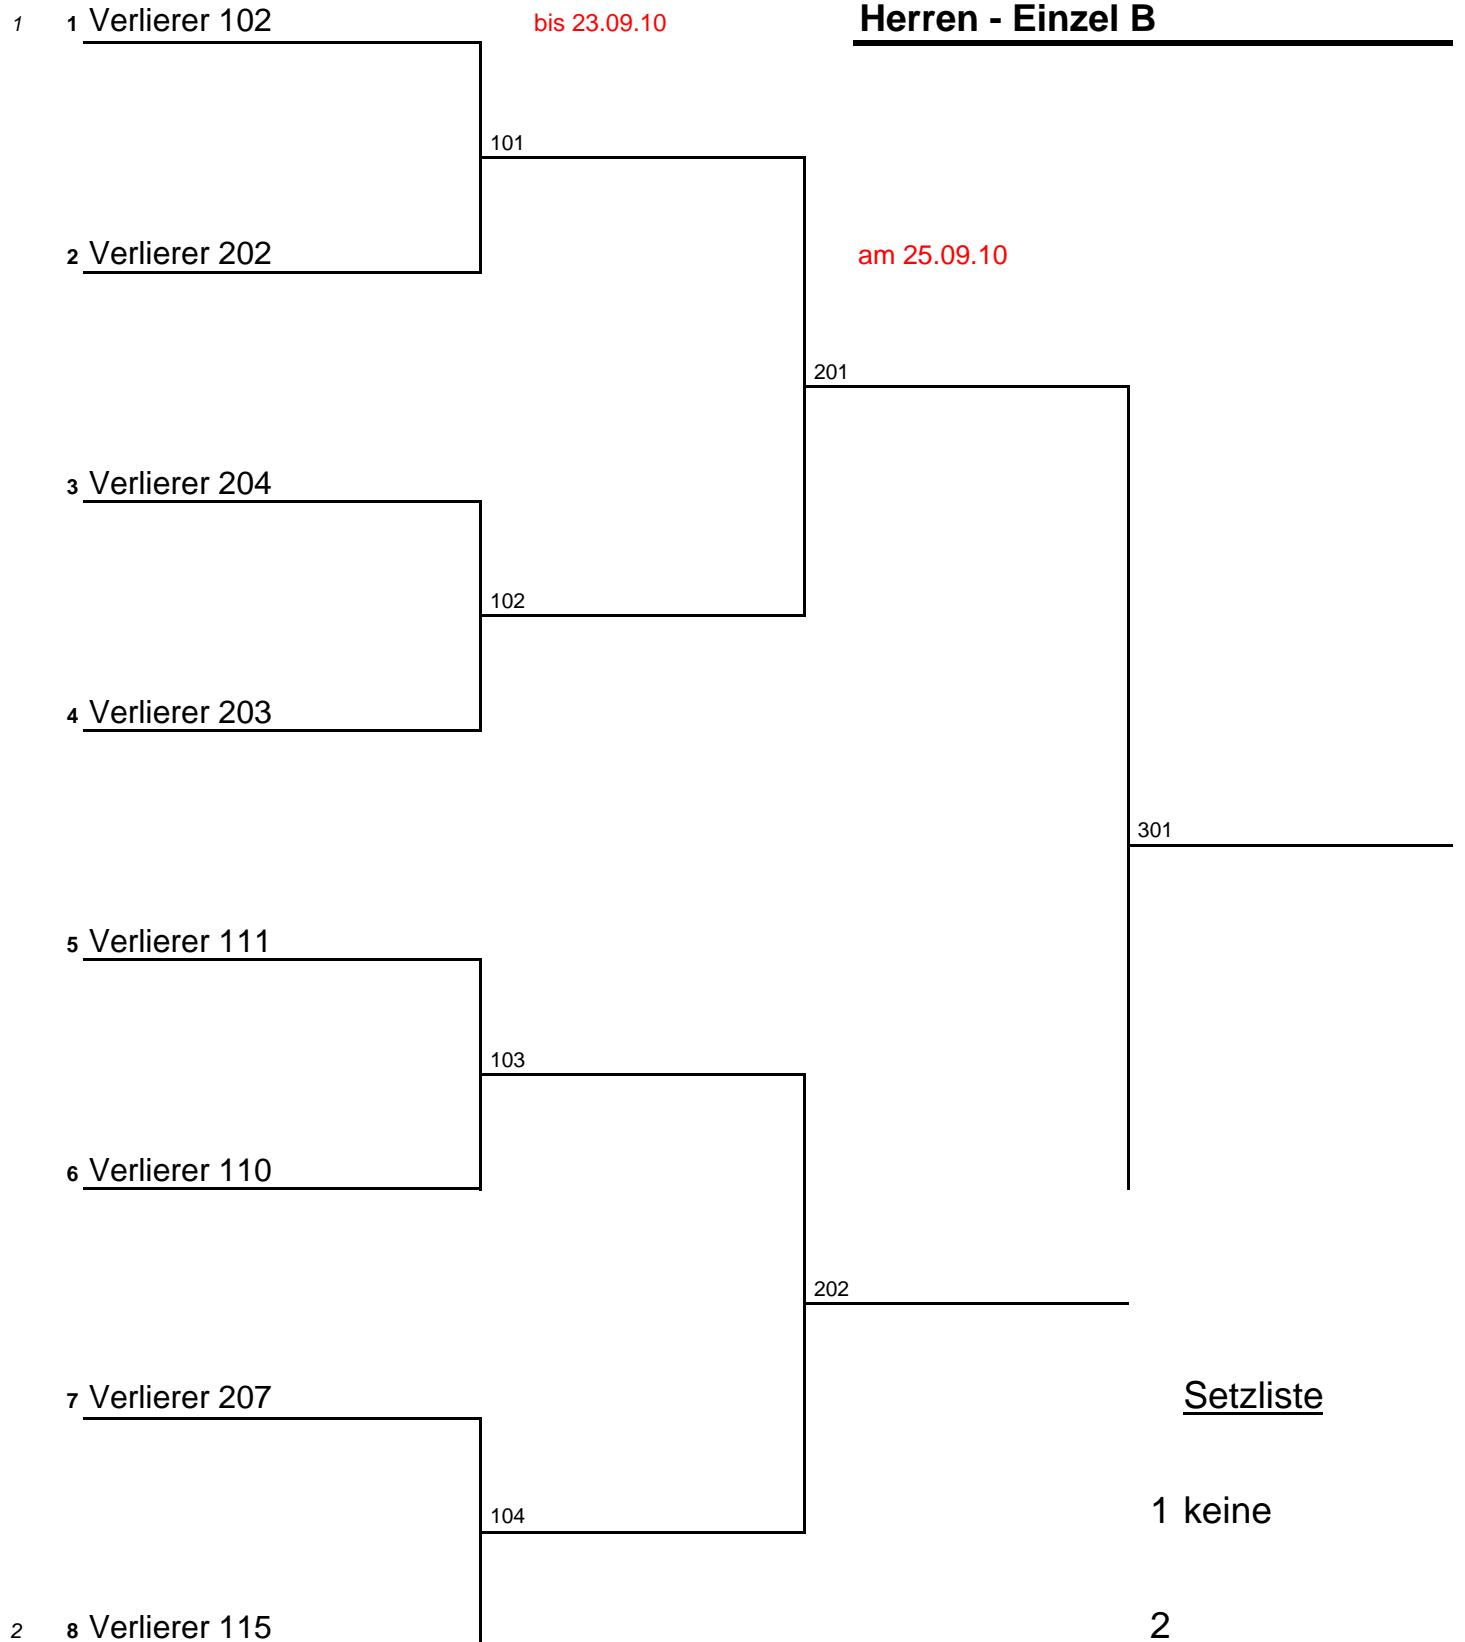 1 1 Verlierer 102 bis 23.09.10 Herren - Einzel B
101
2 Verlierer 202 am 25.09.10
201
3 Verlierer 204
102
4 Verlierer 203
301
5 Verlierer 111
103
6 Verlierer 110
202
7 Verlierer 207 Setzliste
104 1 keine
2 8 Verlierer 115 2